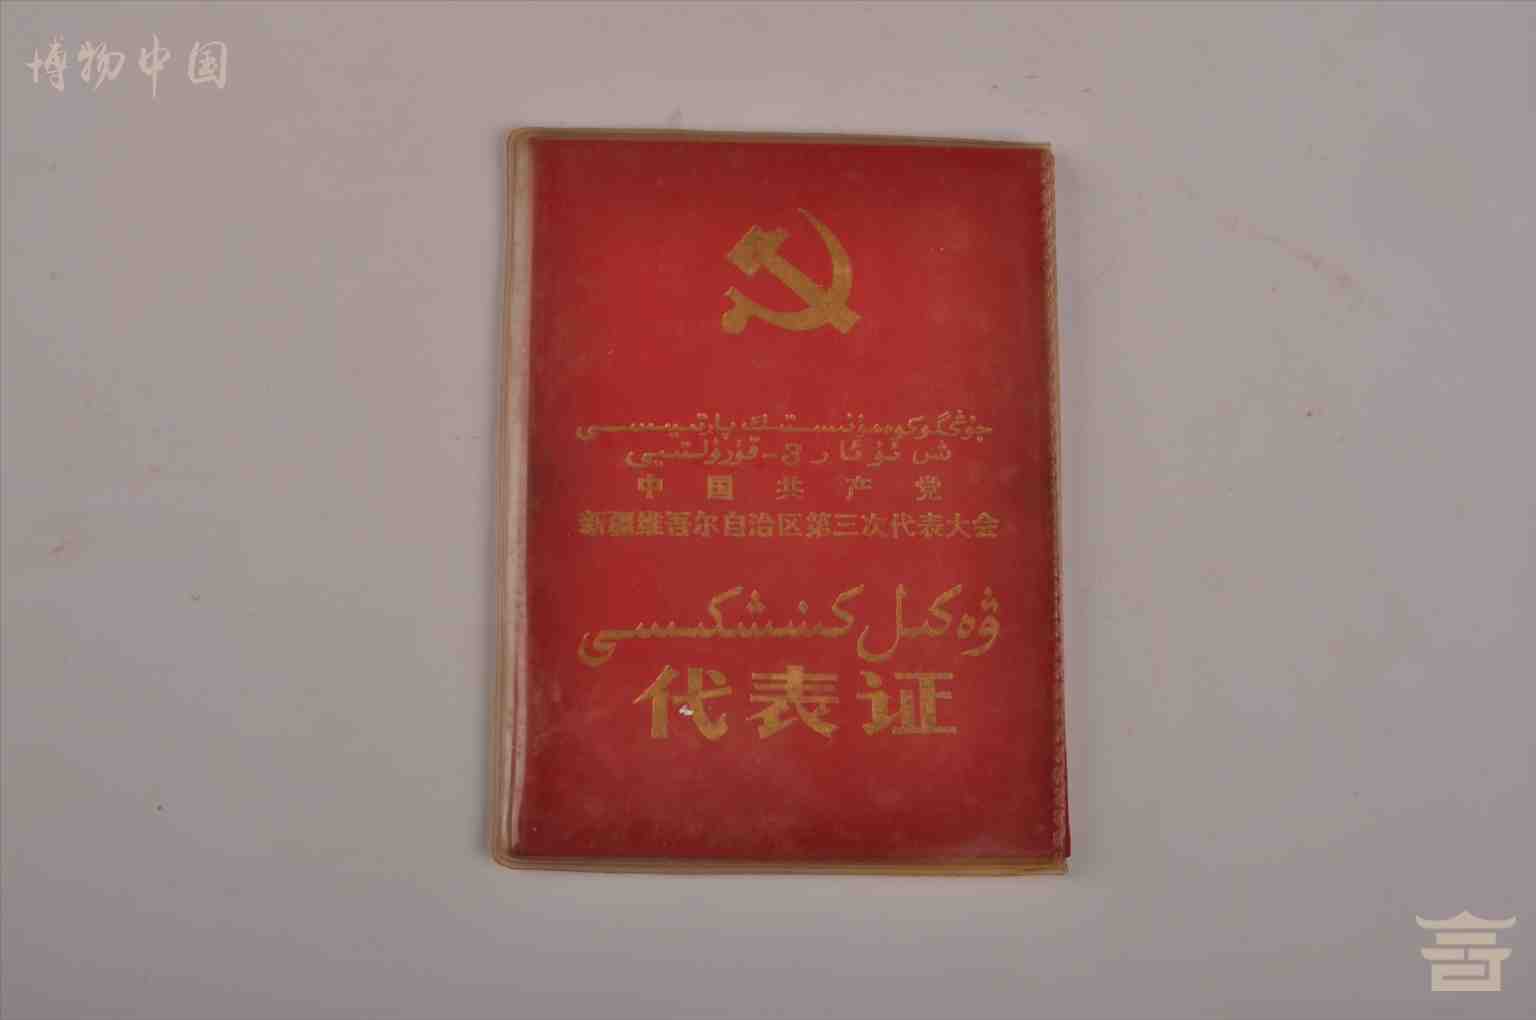 博物中国
جۇڭگو كوممۇنىستىك پارتىيىسى
ش ئۇ ئا ر 3-قۇرۇلتىيى
中国共产党
新疆维吾尔自治区第三次代表大会
ۋەكىل كىنىشكىسى
代表证